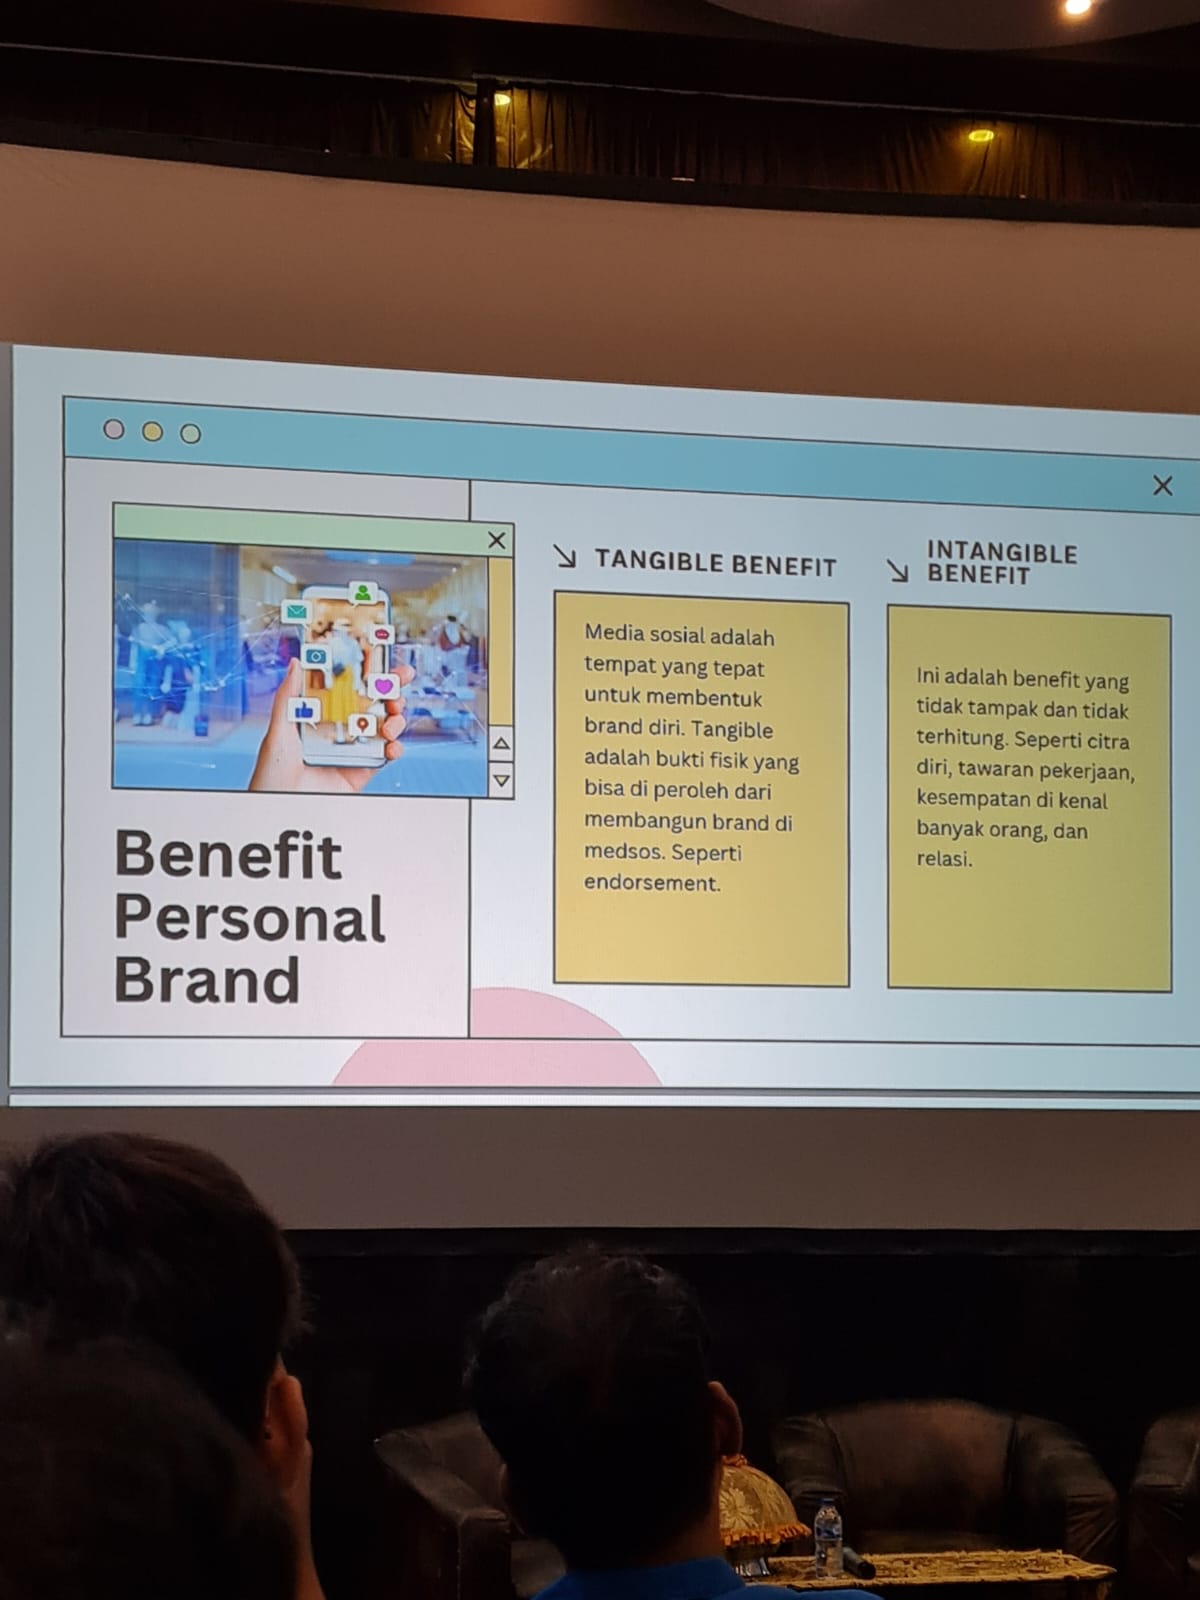 Benefit
Personal
Brand
TANGIBLE BENEFIT
Media sosial adalah
tempat yang tepat
untuk membentuk
brand diri. Tangible
adalah bukti fisik yang
bisa di peroleh dari
membangun brand di
medsos. Seperti
endorsement.
INTANGIBLE
BENEFIT
Ini adalah benefit yang
tidak tampak dan tidak
terhitung. Seperti citra
diri, tawaran pekerjaan,
kesempatan di kenal
banyak orang, dan
relasi.